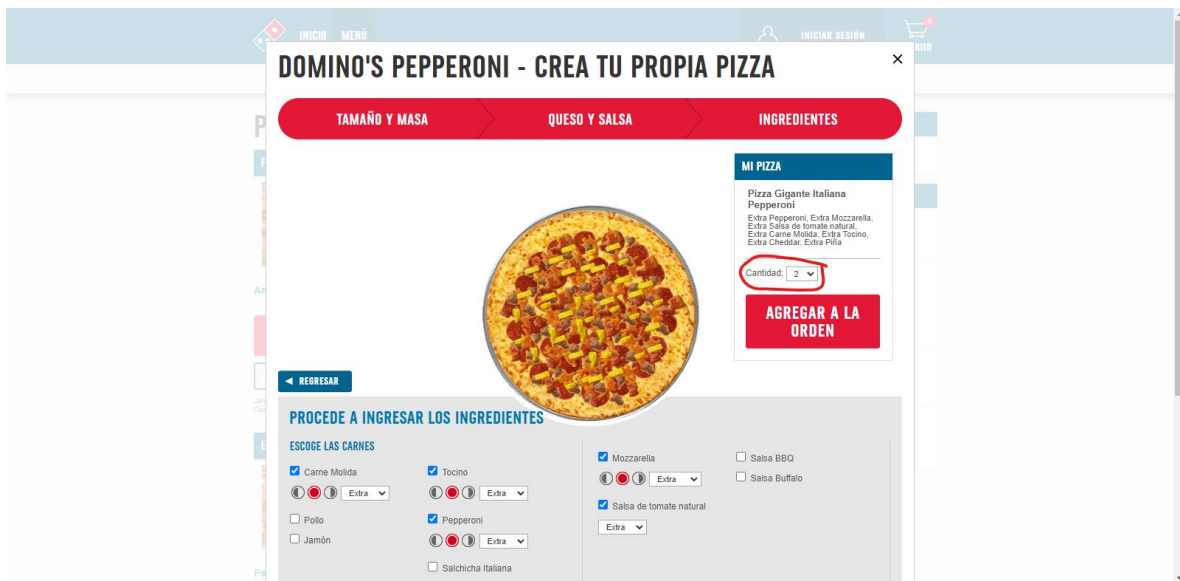 INICIO MENÚ
INICIAR SESIÓN
DOMINO'S PEPPERONI - CREA TU PROPIA PIZZA
×
TAMAÑO Y MASA
QUESO Y SALSA
INGREDIENTES
MI PIZZA
Pizza Gigante Italiana
Pepperoni
Extra Pepperoni, Extra Mozzarella,
Extra Salsa de tomate natural,
Extra Carne Molida, Extra Tocino,
Extra Cheddar, Extra Piña
Cantidad: 2
AGREGAR A LA
ORDEN
REGRESAR
PROCEDE A INGRESAR LOS INGREDIENTES
ESCOGE LAS CARNES
Carne Molida
Extra
Pollo
Jamón
Tocino
Extra
Pepperoni
Extra
Salchicha Italiana
Mozzarella
Extra
Salsa de tomate natural
Extra
Salsa BBQ
Salsa Buffalo